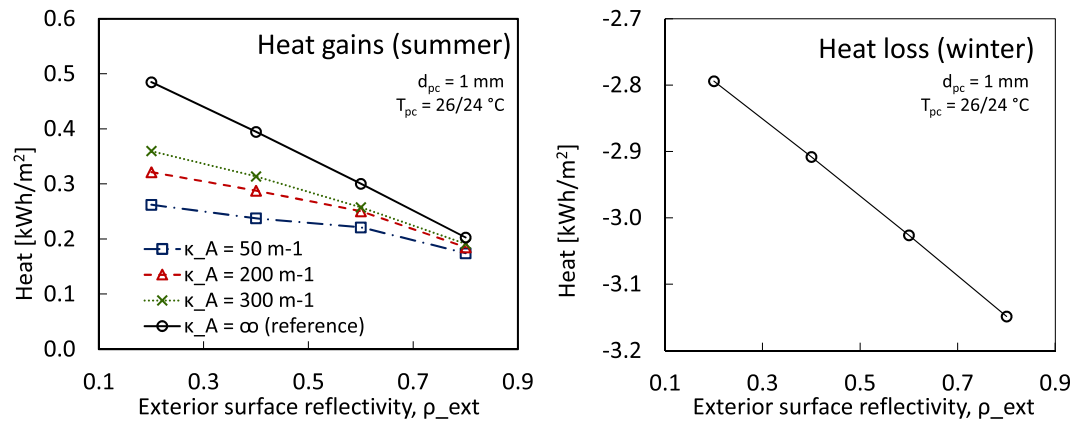 Heat gains (summer)
d_pc = 1 mm
T_pc = 26/24 °C
0.6
0.5
0.4
0.3
0.2
0.1
0.0
Heat [kWh/m²]
κ_A = 50 m-1
κ_A = 200 m-1
κ_A = 300 m-1
κ_A = ꝏ (reference)
0.1 0.3 0.5 0.7 0.9
Exterior surface reflectivity, ρ_ext
Heat loss (winter)
d_pc = 1 mm
T_pc = 26/24 °C
-2.7
-2.8
-2.9
-3.0
-3.1
-3.2
Heat [kWh/m²]
0.1 0.3 0.5 0.7 0.9
Exterior surface reflectivity, ρ_ext